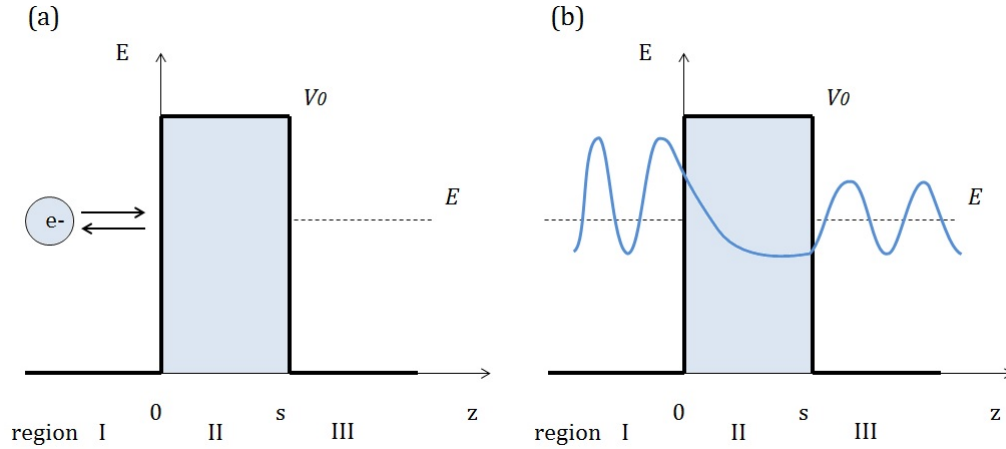 (a)
E
V0
E
e-
0 s z
region I II III
(b)
E
V0
E
0 s z
region I II III